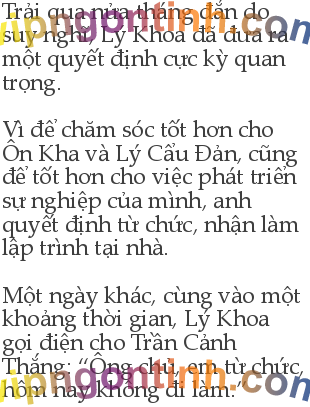 Trải qua nửa tháng đắn đo
suy nghĩ, Lý Khoa đã đưa ra
một quyết định cực kỳ quan
trọng.
Vì để chăm sóc tốt hơn cho
Ôn Kha và Lý Cẩu Đản, cũng
để tốt hơn cho việc phát triển
sự nghiệp của mình, anh
quyết định từ chức, nhận làm
lập trình tại nhà.
Một ngày khác, cùng vào một
khoảng thời gian, Lý Khoa
gọi điện cho Trần Cảnh
Thắng: “Ông chủ, em từ chức,
hôm nay không đi làm.”
vipngontinh.com
vipngontinh.com